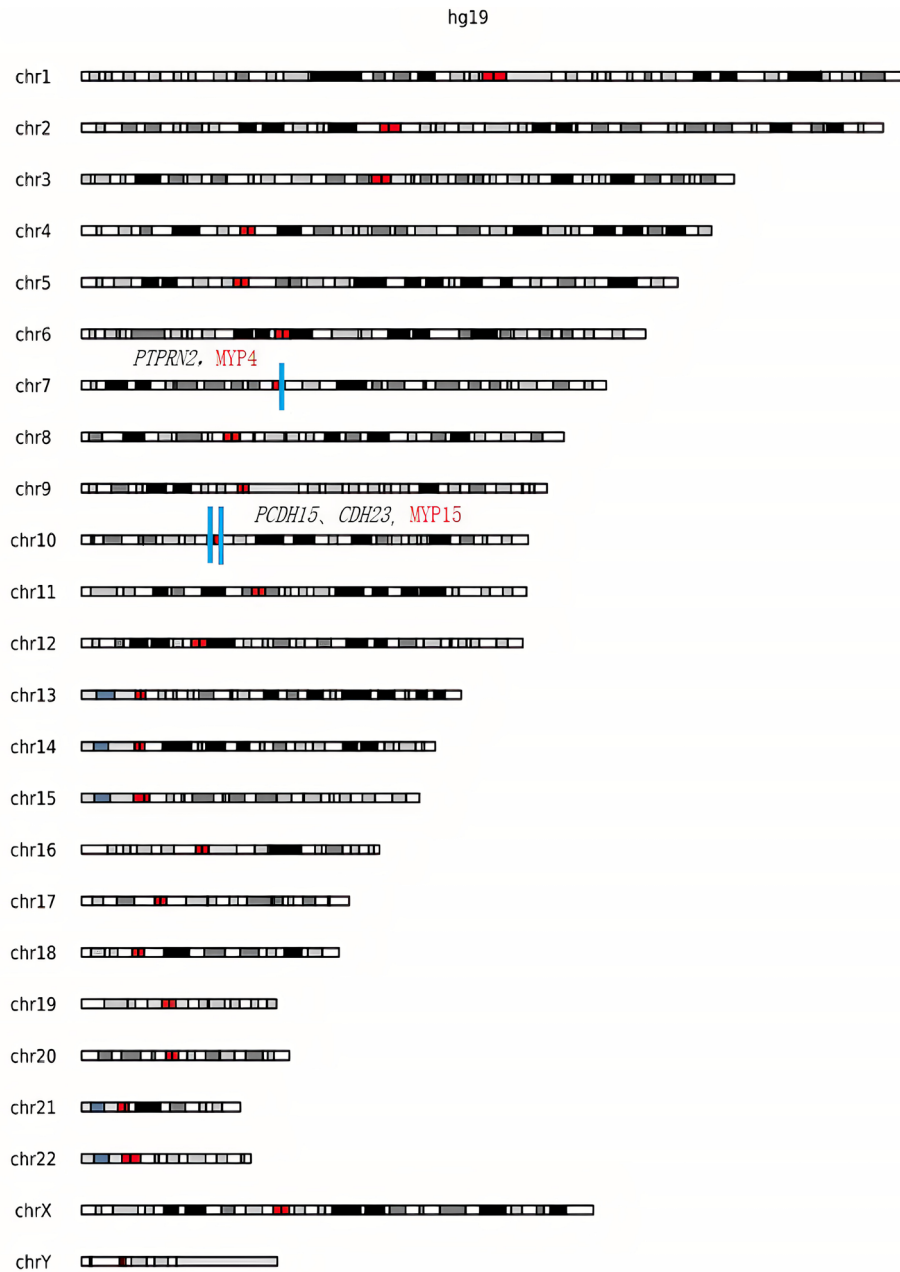 hg19
chr1
chr2
chr3
chr4
chr5
chr6
PTPRN2, MYP4
chr7
chr8
chr9
PCDH15、CDH23, MYP15
chr10
chr11
chr12
chr13
chr14
chr15
chr16
chr17
chr18
chr19
chr20
chr21
chr22
chrX
chrY